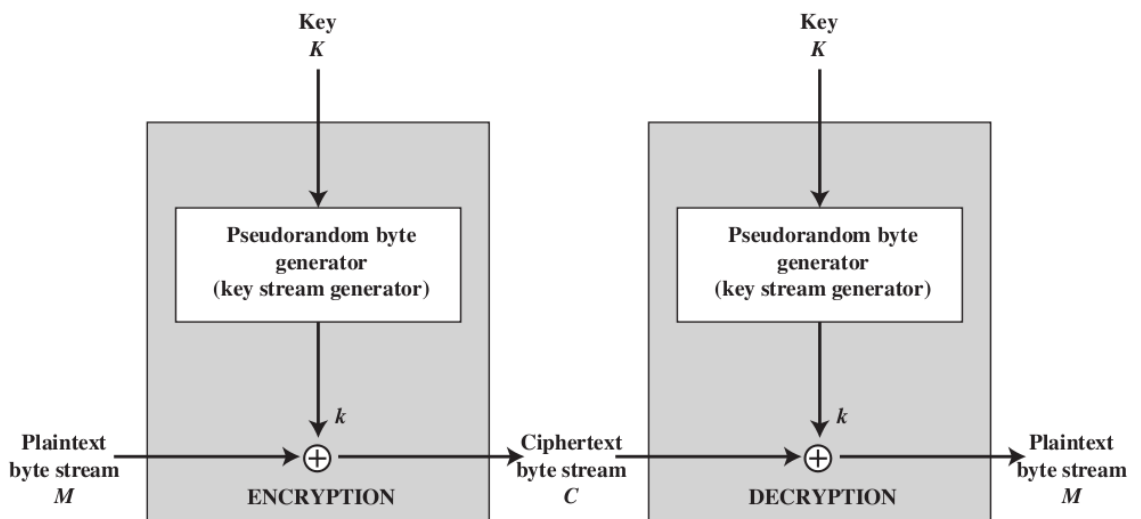 Key
K
Key
K
Pseudorandom byte
generator
(key stream generator)
Pseudorandom byte
generator
(key stream generator)
k
k
Plaintext
byte stream
M
ENCRYPTION
Ciphertext
byte stream
C
DECRYPTION
Plaintext
byte stream
M